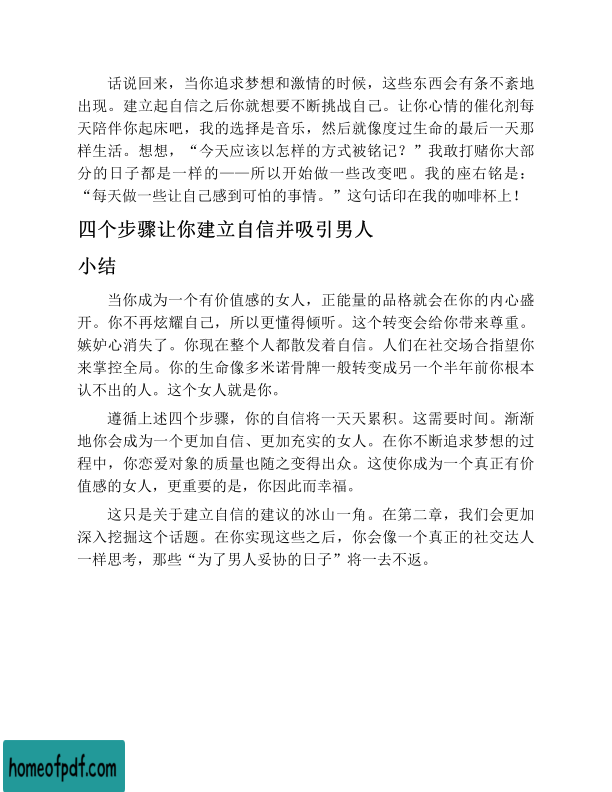 话说回来，当你追求梦想和激情的时候，这些东西会有条不紊地
出现。建立起自信之后你就想要不断挑战自己。让你心情的催化剂每
天陪伴你起床吧，我的选择是音乐，然后就像度过生命的最后一天那
样生活。想想，“今天应该以怎样的方式被铭记？”我敢打赌你大部
分的日子都是一样的——所以开始做一些改变吧。我的座右铭是：
“每天做一些让自己感到可怕的事情。”这句话印在我的咖啡杯上！
四个步骤让你建立自信并吸引男人
小结
当你成为一个有价值感的女人，正能量的品格就会在你的内心盛
开。你不再炫耀自己，所以更懂得倾听。这个转变会给你带来尊重。
嫉妒心消失了。你现在整个人都散发着自信。人们在社交场合指望你
来掌控全局。你的生命像多米诺骨牌一般转变成另一个半年前你根本
认不出的人。这个女人就是你。
遵循上述四个步骤，你的自信将一天天累积。这需要时间。渐渐
地你会成为一个更加自信、更加充实的女人。在你不断追求梦想的过
程中，你恋爱对象的质量也随之变得出众。这使你成为一个真正有价
值感的女人，更重要的是，你因此而幸福。
这只是关于建立自信的建议的冰山一角。在第二章，我们会更加
深入挖掘这个话题。在你实现这些之后，你会像一个真正的社交达人
一样思考，那些“为了男人妥协的日子”将一去不返。
homeofpdf.com